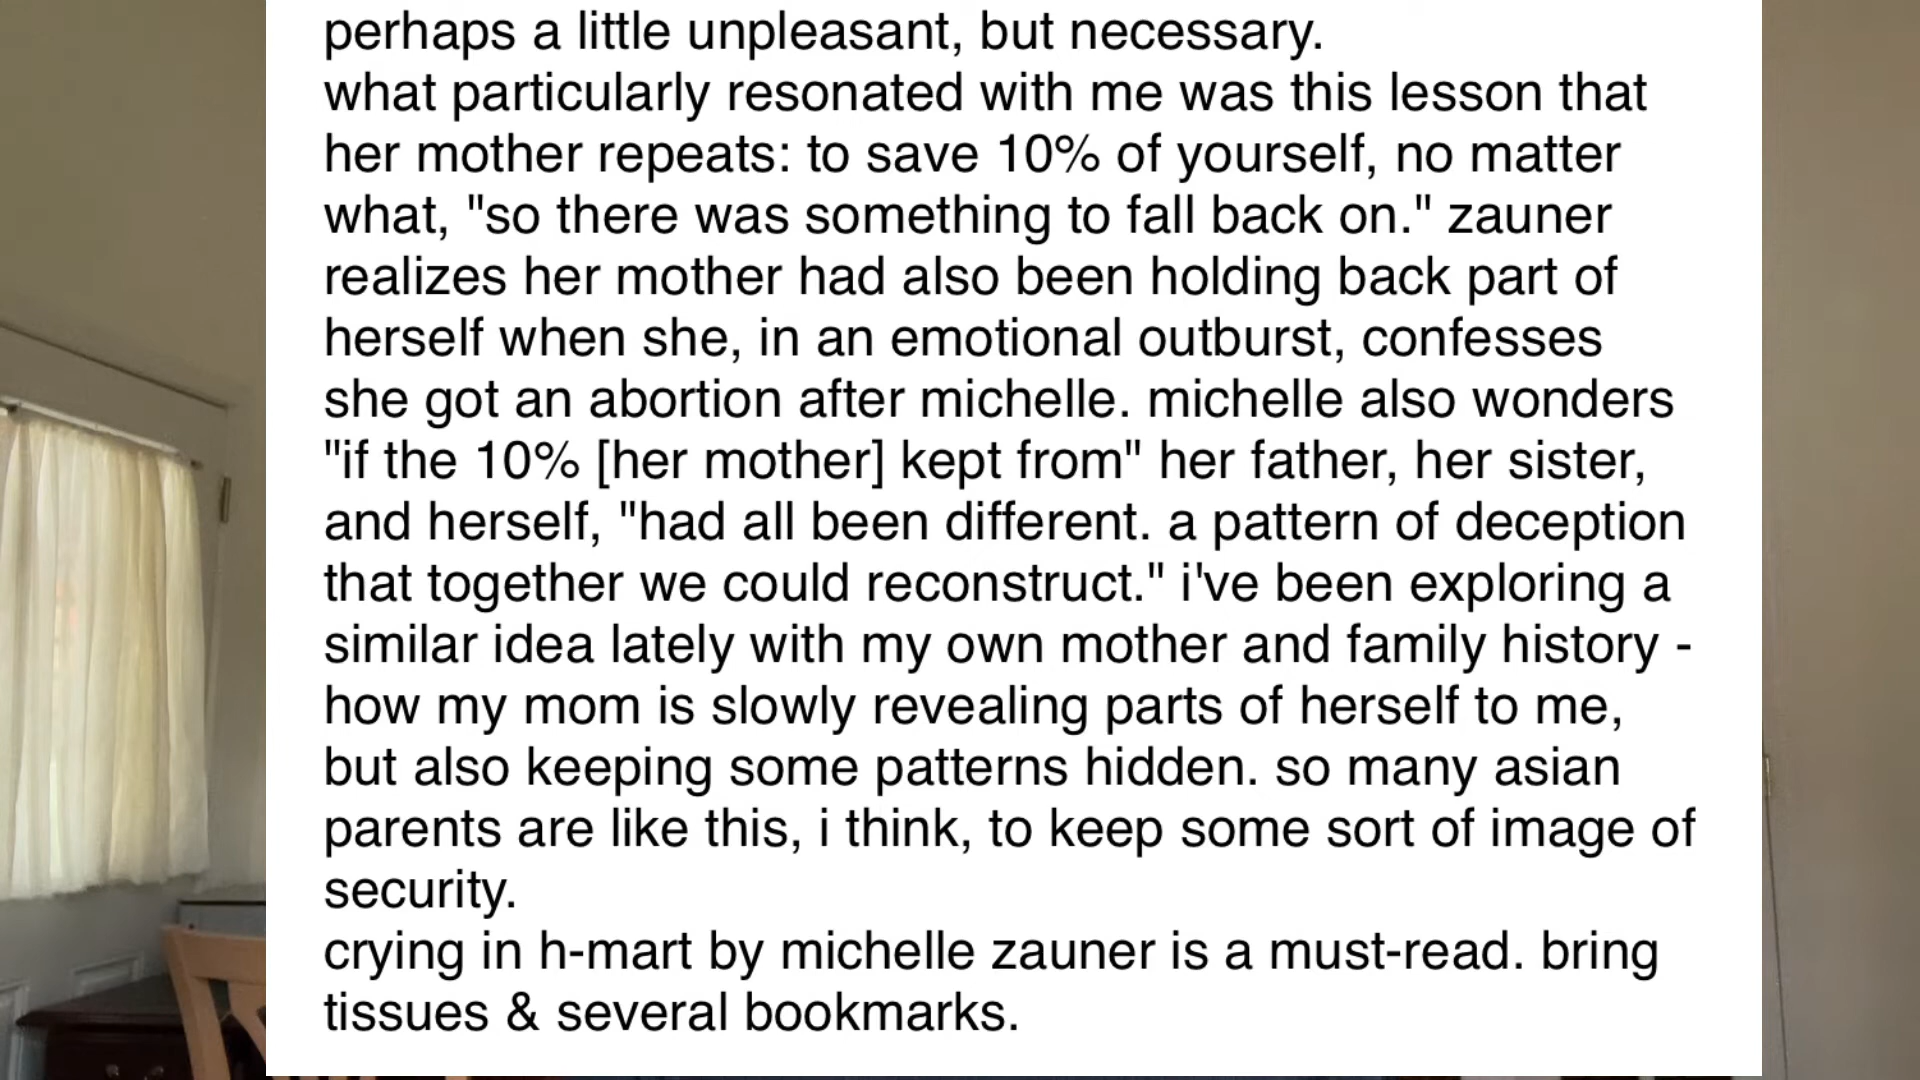 perhaps a little unpleasant, but necessary.
what particularly resonated with me was this lesson that
her mother repeats: to save 10% of yourself, no matter
what, "so there was something to fall back on." zauner
realizes her mother had also been holding back part of
herself when she, in an emotional outburst, confesses
she got an abortion after michelle. michelle also wonders
"if the 10% [her mother] kept from" her father, her sister,
and herself, "had all been different. a pattern of deception
that together we could reconstruct." i've been exploring a
similar idea lately with my own mother and family history -
how my mom is slowly revealing parts of herself to me,
but also keeping some patterns hidden. so many asian
parents are like this, i think, to keep some sort of image of
security.
crying in h-mart by michelle zauner is a must-read. bring
tissues & several bookmarks.